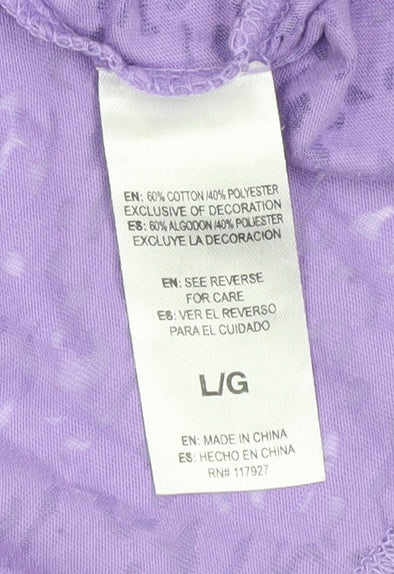 EN: 60% COTTON /40% POLYESTER
EXCLUSIVE OF DECORATION
ES: 60% ALGODON /40% POLIESTER
EXCLUYE LA DECORACION
EN: SEE REVERSE
FOR CARE
ES: VER EL REVERSO
PARA EL CUIDADO
L/G
EN: MADE IN CHINA
ES: HECHO EN CHINA
RN# 117927